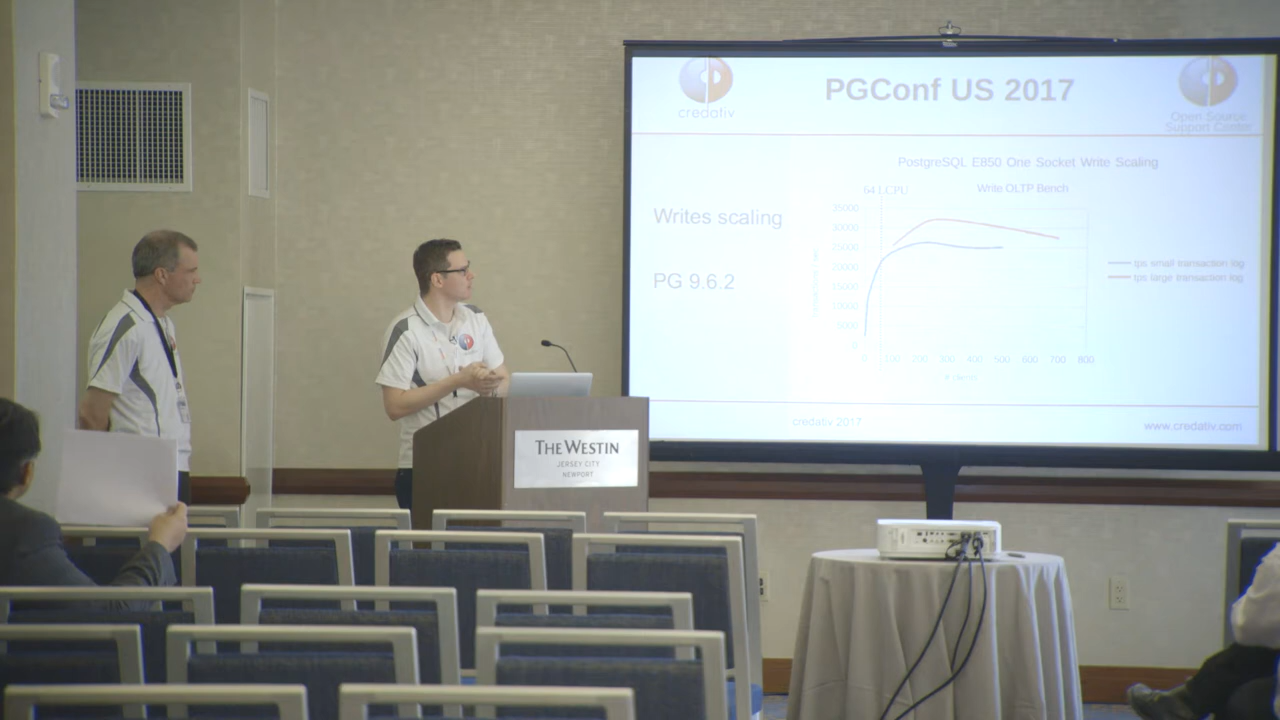 credativ
PGConf US 2017
Open Source
Support Center
PostgreSQL E850 One Socket Write Scaling
64 LCPU
Write OLTP Bench
Writes scaling
PG 9.6.2
35000
30000
25000
20000
15000
10000
5000
0
0 100 200 300 400 500 600 700 800
tps small transaction log
tps large transaction log
credativ 2017
www.credativ.com
THE WESTIN
JERSEY CITY
NEWPORT